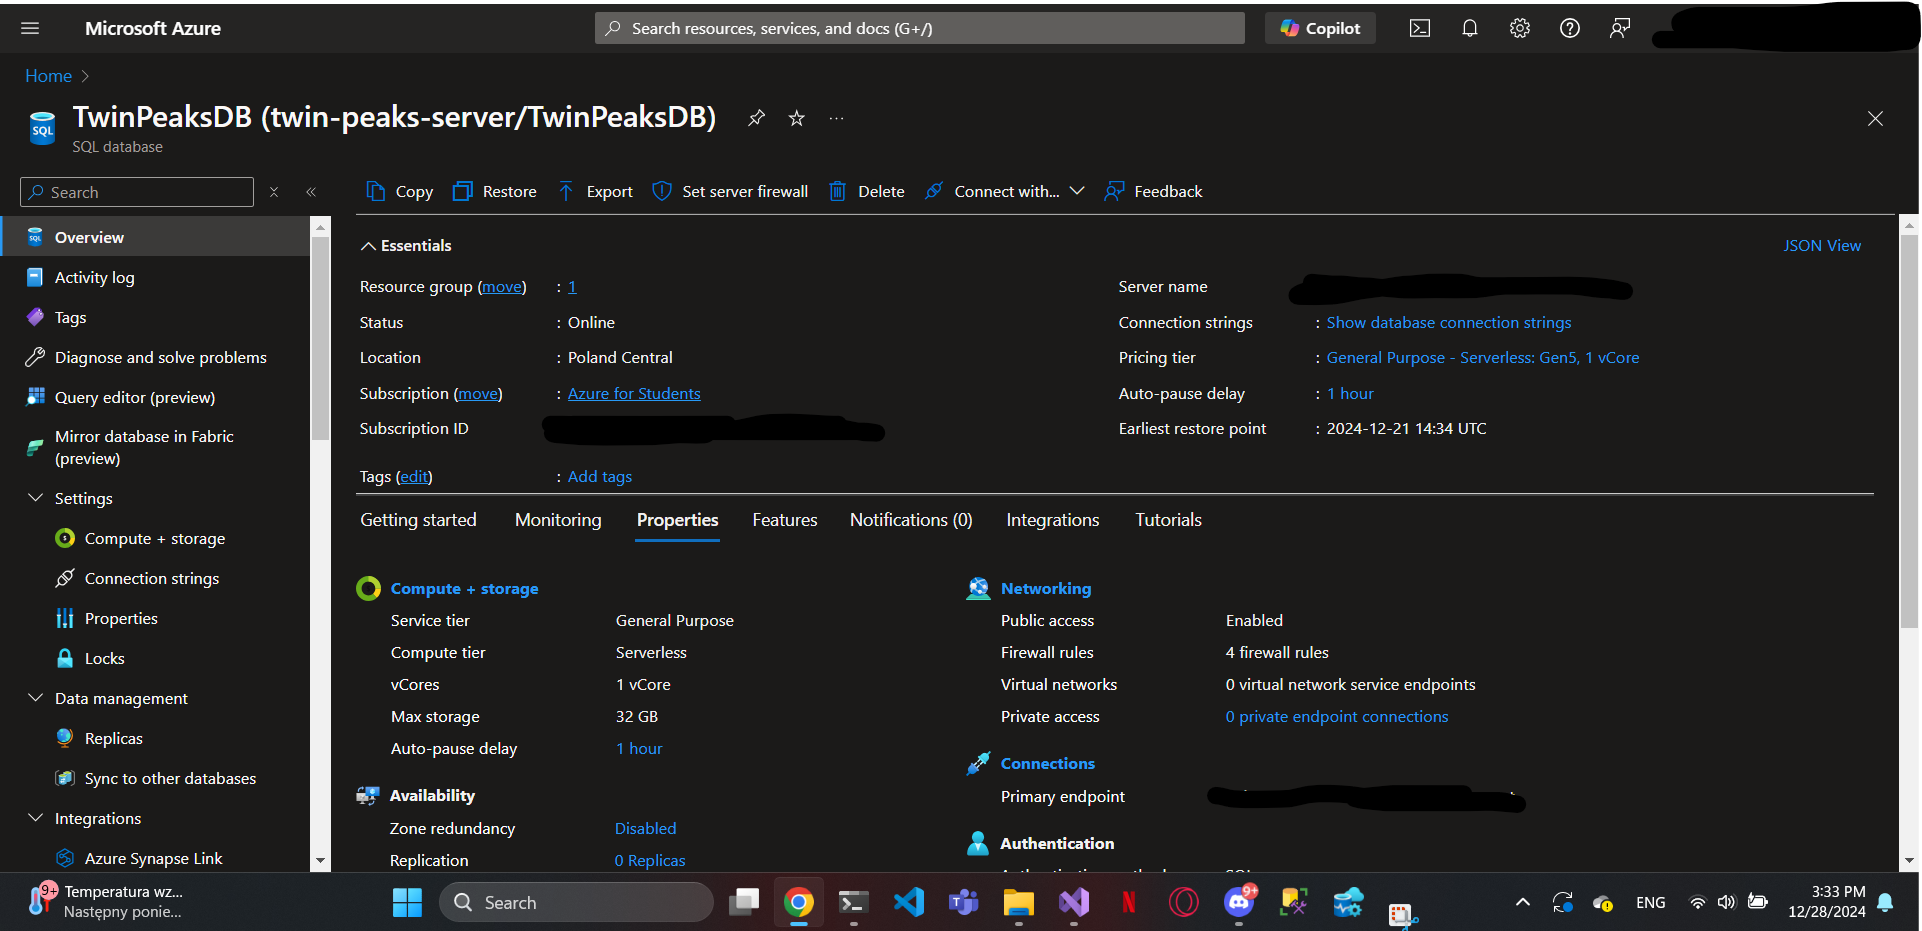 Microsoft Azure
Search resources, services, and docs (G+/)
Copilot
Home
TwinPeaksDB (twin-peaks-server/TwinPeaksDB)
SQL database
Search
Copy
Restore
Export
Set server firewall
Delete
Connect with...
Feedback
Overview
Activity log
Tags
Diagnose and solve problems
Query editor (preview)
Mirror database in Fabric
(preview)
Settings
Compute + storage
Connection strings
Properties
Locks
Data management
Replicas
Sync to other databases
Integrations
Azure Synapse Link
Essentials
JSON View
Resource group (move) : 1
Status : Online
Location : Poland Central
Subscription (move) : Azure for Students
Subscription ID
Tags (edit) : Add tags
Server name
Connection strings : Show database connection strings
Pricing tier : General Purpose - Serverless: Gen5, 1 vCore
Auto-pause delay : 1 hour
Earliest restore point : 2024-12-21 14:34 UTC
Getting started
Monitoring
Properties
Features
Notifications (0)
Integrations
Tutorials
Compute + storage
Service tier General Purpose
Compute tier Serverless
vCores 1 vCore
Max storage 32 GB
Auto-pause delay 1 hour
Availability
Zone redundancy Disabled
Replication 0 Replicas
Networking
Public access Enabled
Firewall rules 4 firewall rules
Virtual networks 0 virtual network service endpoints
Private access 0 private endpoint connections
Connections
Primary endpoint
Authentication
9+
Temperatura wz...
Następny ponie...
Search
9+
ENG
3:33 PM
12/28/2024